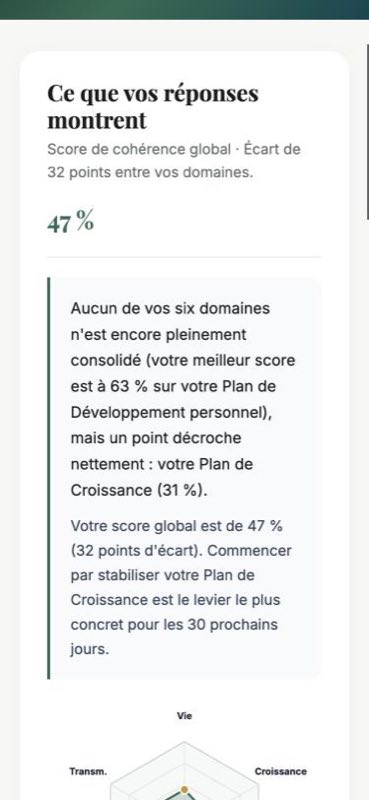 Ce que vos réponses
montrent
Score de cohérence global · Écart de
32 points entre vos domaines.
47 %
Aucun de vos six domaines
n'est encore pleinement
consolidé (votre meilleur score
est à 63 % sur votre Plan de
Développement personnel),
mais un point décroche
nettement : votre Plan de
Croissance (31 %).
Votre score global est de 47 %
(32 points d'écart). Commencer
par stabiliser votre Plan de
Croissance est le levier le plus
concret pour les 30 prochains
jours.
Vie
Transm.
Croissance